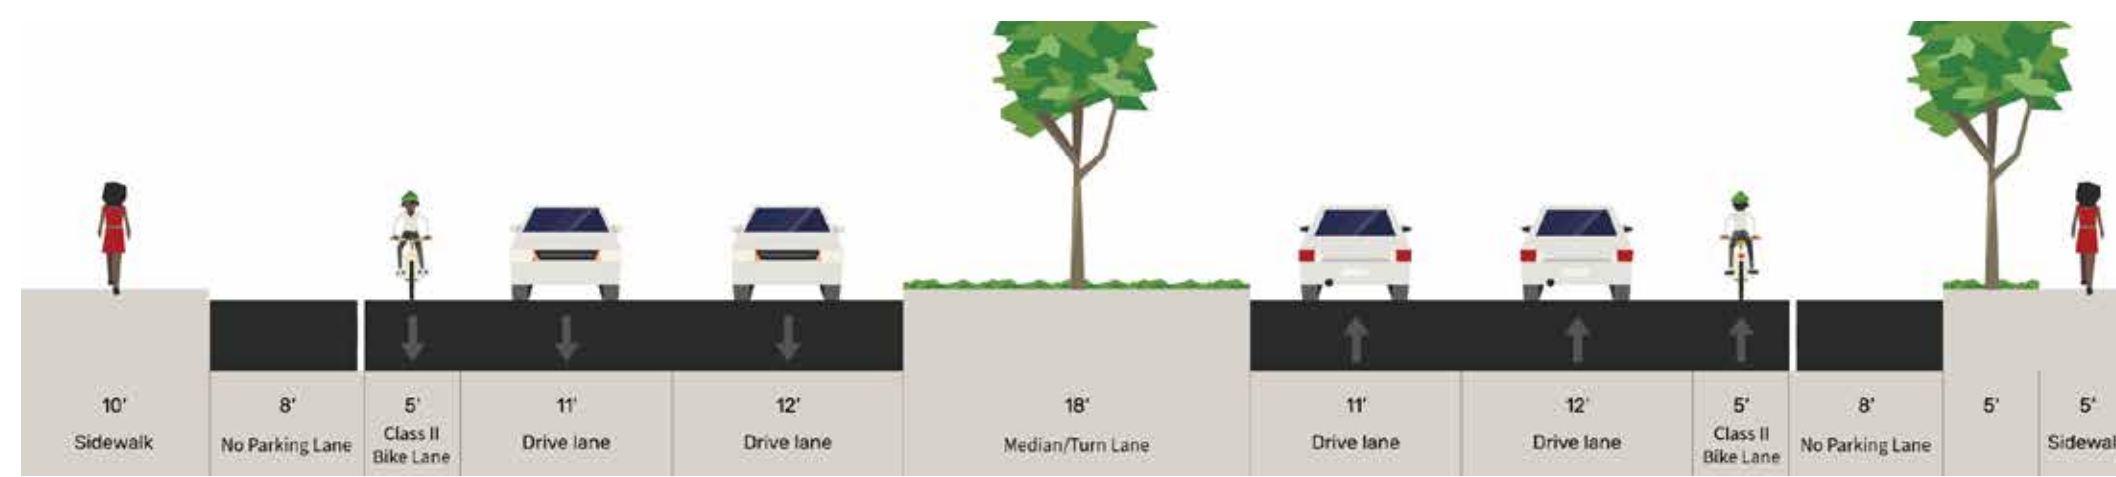 10' 8' 5' 11' 12' 18' 11' 12' 5' 8' 5' 5'
Sidewalk No Parking Lane Class II Bike Lane Drive lane Drive lane Median/Turn Lane Drive lane Drive lane Class II Bike Lane No Parking Lane Sidewal